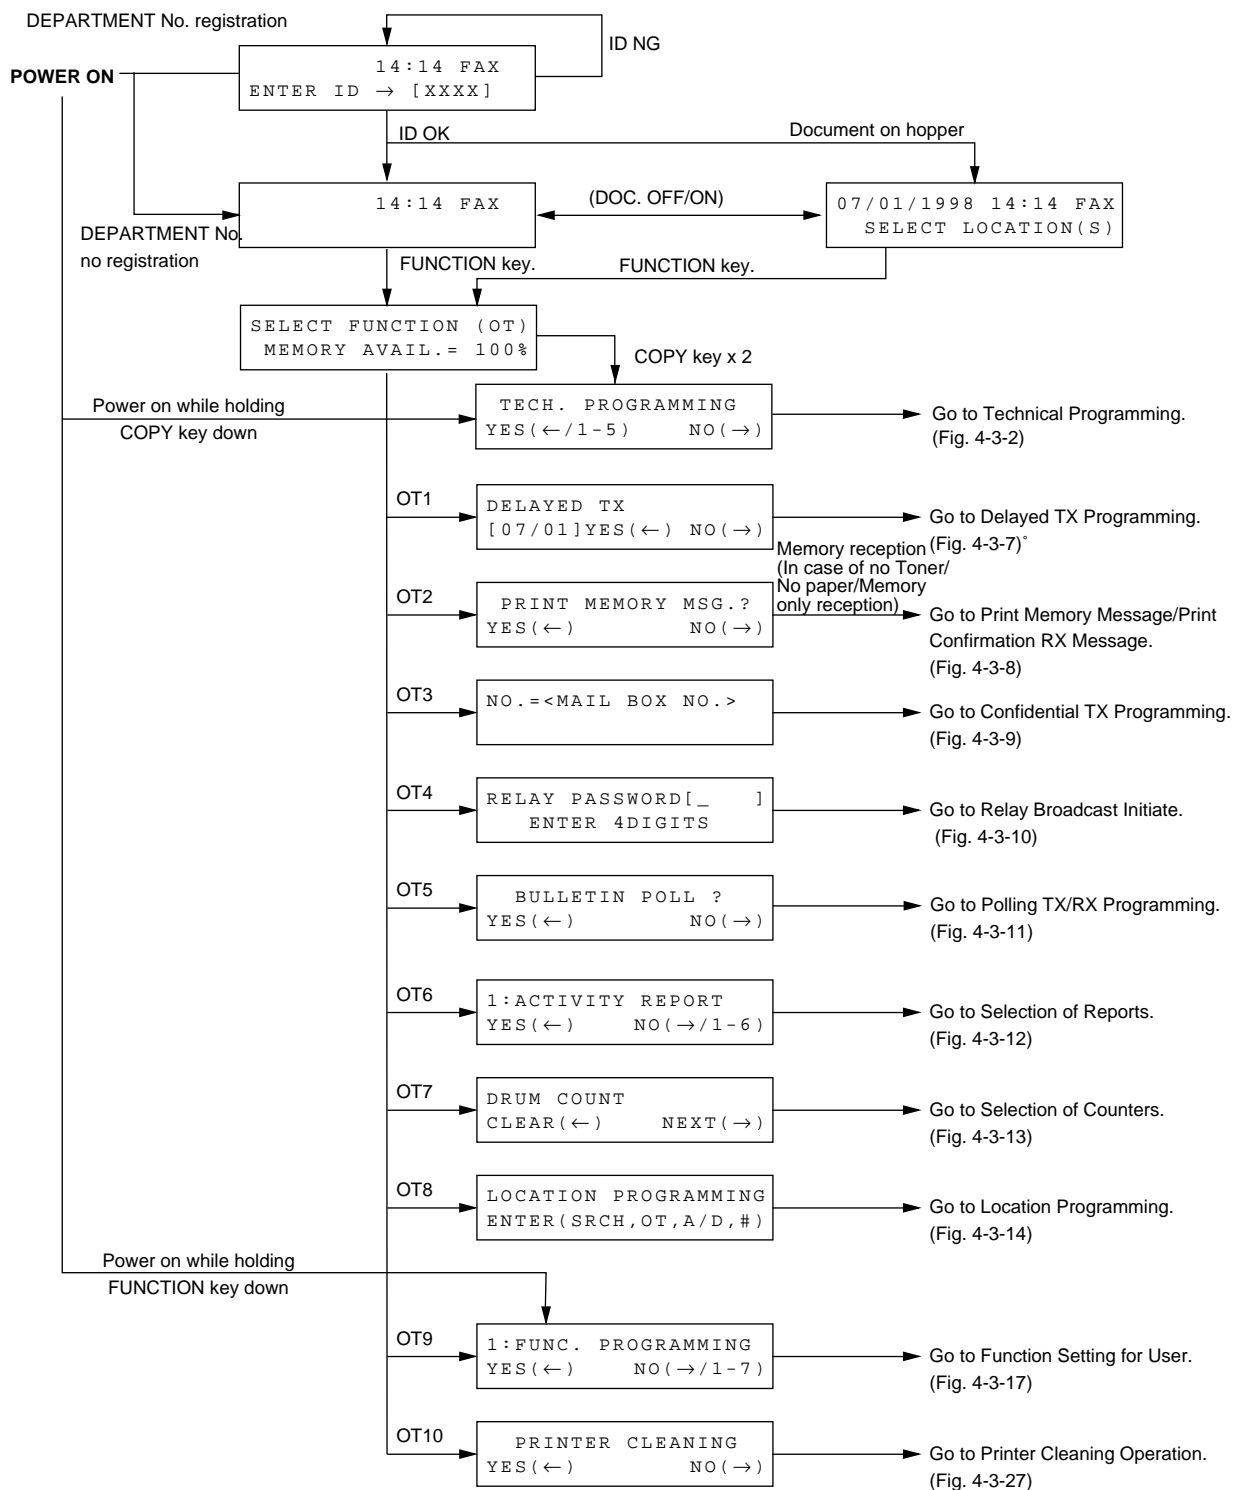 DEPARTMENT No. registration
ID NG
POWER ON
14:14 FAX
ENTER ID → [XXXX]
ID OK
Document on hopper
14:14 FAX
(DOC. OFF/ON)
07/01/1998 14:14 FAX
SELECT LOCATION(S)
DEPARTMENT No.
no registration
FUNCTION key.
FUNCTION key.
SELECT FUNCTION (OT)
MEMORY AVAIL.= 100%
COPY key x 2
Power on while holding
COPY key down
TECH. PROGRAMMING
YES(←/1-5) NO(→)
Go to Technical Programming.
(Fig. 4-3-2)
OT1
DELAYED TX
[07/01]YES(←) NO(→)
Go to Delayed TX Programming.
(Fig. 4-3-7)˚
Memory reception
(In case of no Toner/
No paper/Memory
only reception)
OT2
PRINT MEMORY MSG.?
YES(←) NO(→)
Go to Print Memory Message/Print
Confirmation RX Message.
(Fig. 4-3-8)
OT3
NO.=<MAIL BOX NO.>
Go to Confidential TX Programming.
(Fig. 4-3-9)
OT4
RELAY PASSWORD[_ ]
ENTER 4DIGITS
Go to Relay Broadcast Initiate.
(Fig. 4-3-10)
OT5
BULLETIN POLL ?
YES(←) NO(→)
Go to Polling TX/RX Programming.
(Fig. 4-3-11)
OT6
1:ACTIVITY REPORT
YES(←) NO(→/1-6)
Go to Selection of Reports.
(Fig. 4-3-12)
OT7
DRUM COUNT
CLEAR(←) NEXT(→)
Go to Selection of Counters.
(Fig. 4-3-13)
OT8
LOCATION PROGRAMMING
ENTER(SRCH,OT,A/D,#)
Go to Location Programming.
(Fig. 4-3-14)
Power on while holding
FUNCTION key down
OT9
1:FUNC. PROGRAMMING
YES(←) NO(→/1-7)
Go to Function Setting for User.
(Fig. 4-3-17)
OT10
PRINTER CLEANING
YES(←) NO(→)
Go to Printer Cleaning Operation.
(Fig. 4-3-27)